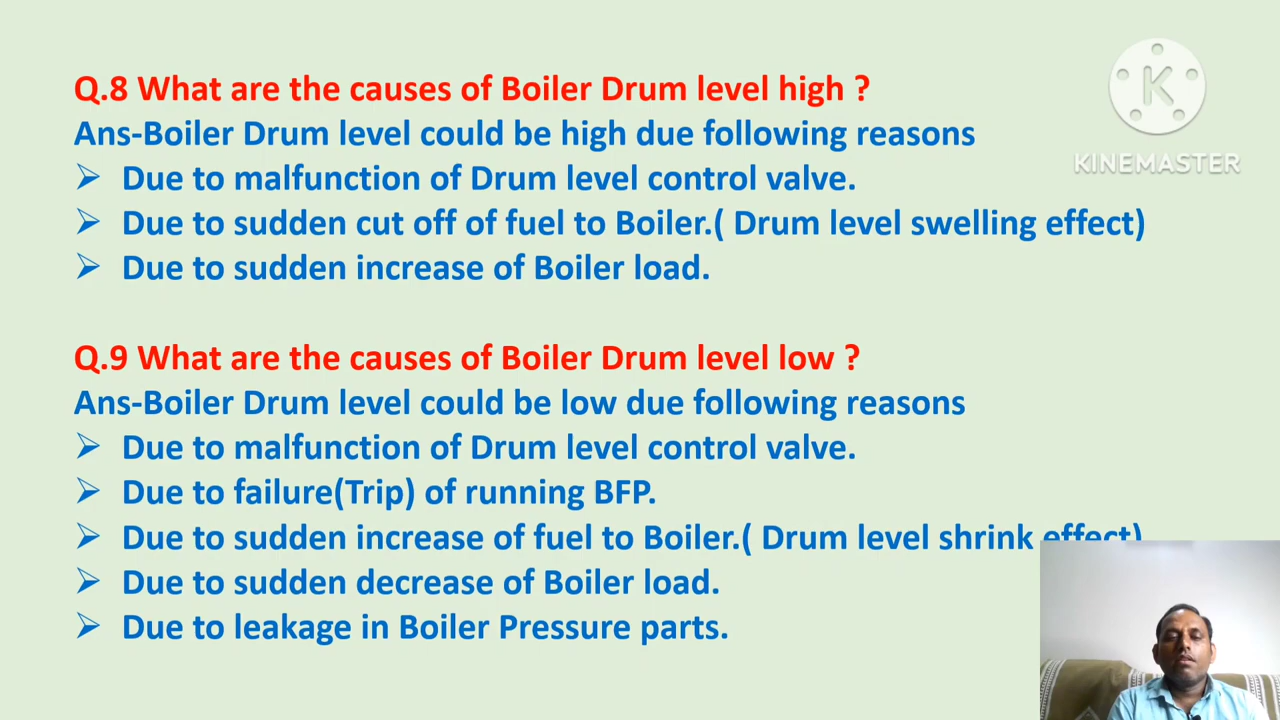 Q.8 What are the causes of Boiler Drum level high ?
Ans-Boiler Drum level could be high due following reasons
➢ Due to malfunction of Drum level control valve.
➢ Due to sudden cut off of fuel to Boiler.( Drum level swelling effect)
➢ Due to sudden increase of Boiler load.
K
KINEMASTER
Q.9 What are the causes of Boiler Drum level low ?
Ans-Boiler Drum level could be low due following reasons
➢ Due to malfunction of Drum level control valve.
➢ Due to failure(Trip) of running BFP.
➢ Due to sudden increase of fuel to Boiler.( Drum level shrink effect)
➢ Due to sudden decrease of Boiler load.
➢ Due to leakage in Boiler Pressure parts.